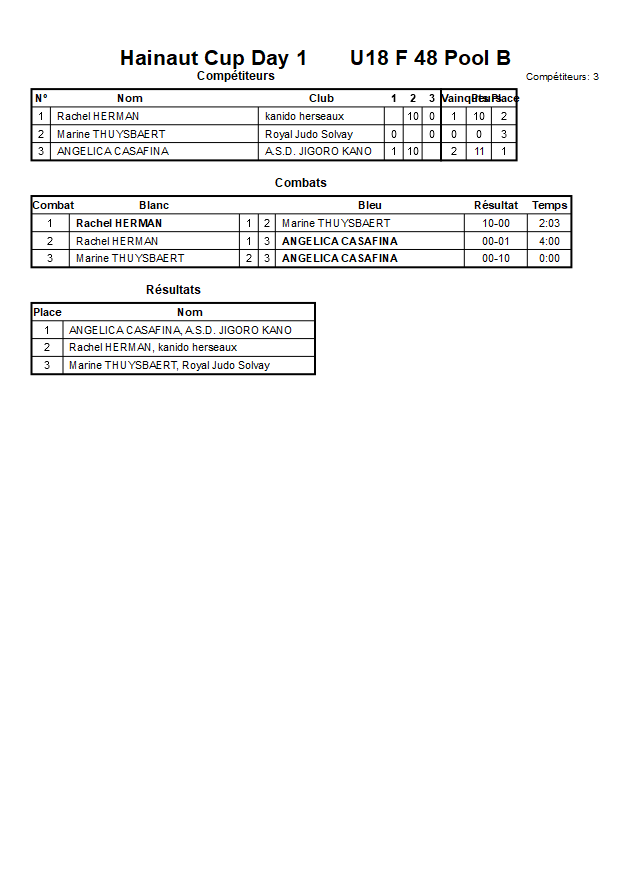 Hainaut Cup Day 1 U18 F 48 Pool B
Compétiteurs Compétiteurs: 3
Nº Nom Club 1 2 3 Vainqueurs Pts Place
1 Rachel HERMAN kanido herseaux 10 0 1 10 2
2 Marine THUYSBAERT Royal Judo Solvay 0 0 0 0 3
3 ANGELICA CASAFINA A.S.D. JIGORO KANO 1 10 2 11 1
Combats
Combat Blanc Bleu Résultat Temps
1 Rachel HERMAN 1 2 Marine THUYSBAERT 10-00 2:03
2 Rachel HERMAN 1 3 ANGELICA CASAFINA 00-01 4:00
3 Marine THUYSBAERT 2 3 ANGELICA CASAFINA 00-10 0:00
Résultats
Place Nom
1 ANGELICA CASAFINA, A.S.D. JIGORO KANO
2 Rachel HERMAN, kanido herseaux
3 Marine THUYSBAERT, Royal Judo Solvay